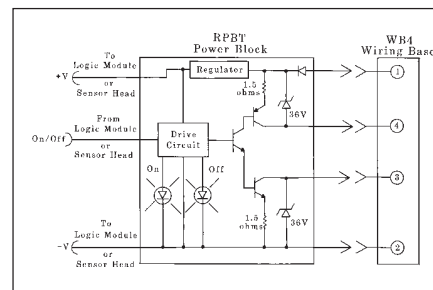 RPBT
Power Block
WB4
Wiring Base
To
Logic Module
or
Sensor Head
+V
Regulator
1.5
ohms
36V
1
4
From
Logic Module
or
Sensor Head
On/Off
Drive
Circuit
On
Off
3
1.5
ohms
36V
To
Logic Module
or
Sensor Head
-V
2